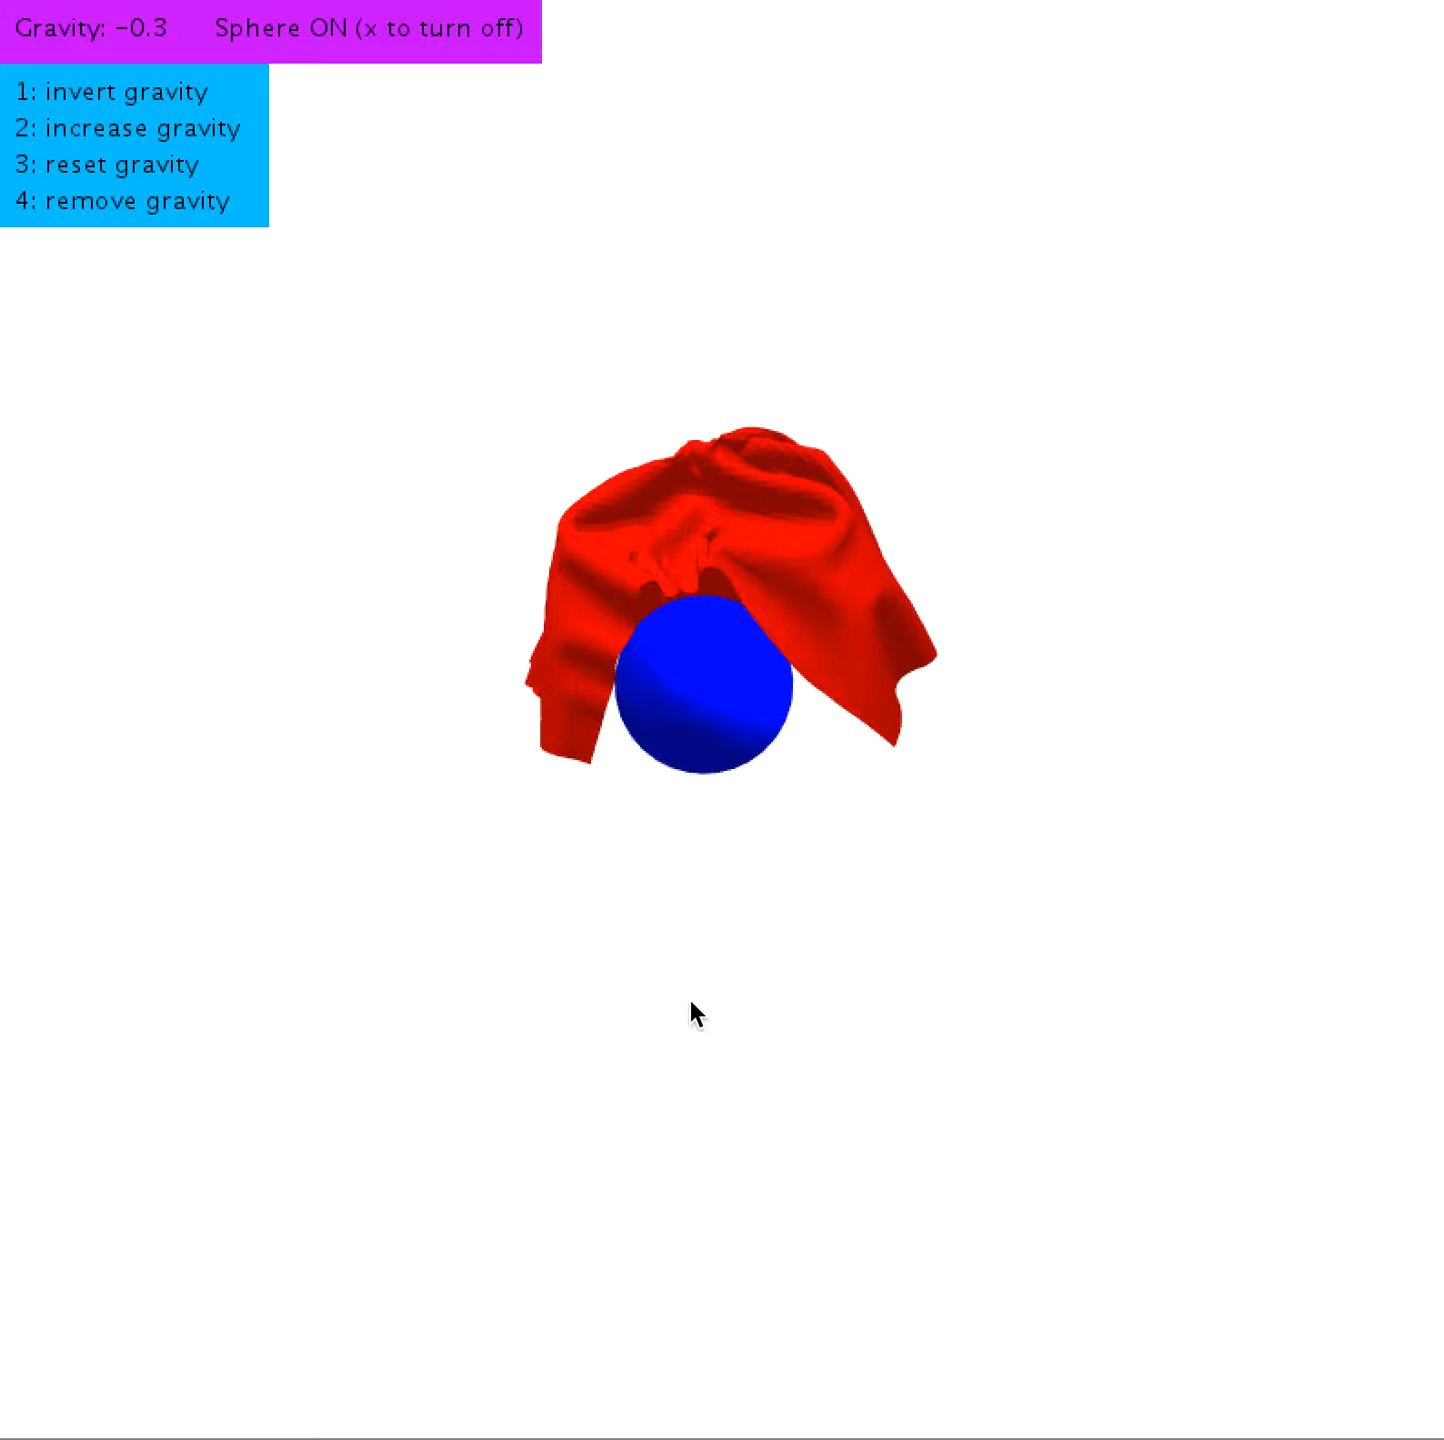 Gravity: -0.3 Sphere ON (x to turn off)
1: invert gravity
2: increase gravity
3: reset gravity
4: remove gravity